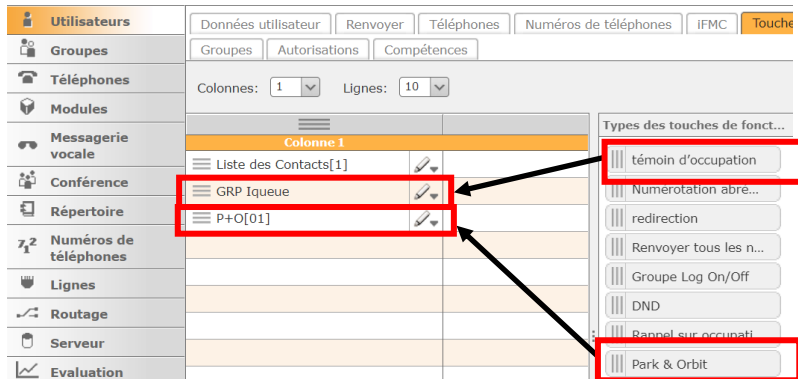 Utilisateurs
Groupes
Téléphones
Modules
Messagerie
vocale
Conférence
Répertoire
Numéros de
téléphones
Lignes
Routage
Serveur
Evaluation
Données utilisateur Renvoyer Téléphones Numéros de téléphones iFMC Touche
Groupes Autorisations Compétences
Colonnes: 1 Lignes: 10
Colonne 1
Liste des Contacts[1]
GRP Iqueue
P+O[01]
Types des touches de fonct...
témoin d'occupation
Numérotation abré...
redirection
Renvoyer tous les n...
Groupe Log On/Off
DND
Rappel sur occupati...
Park & Orbit